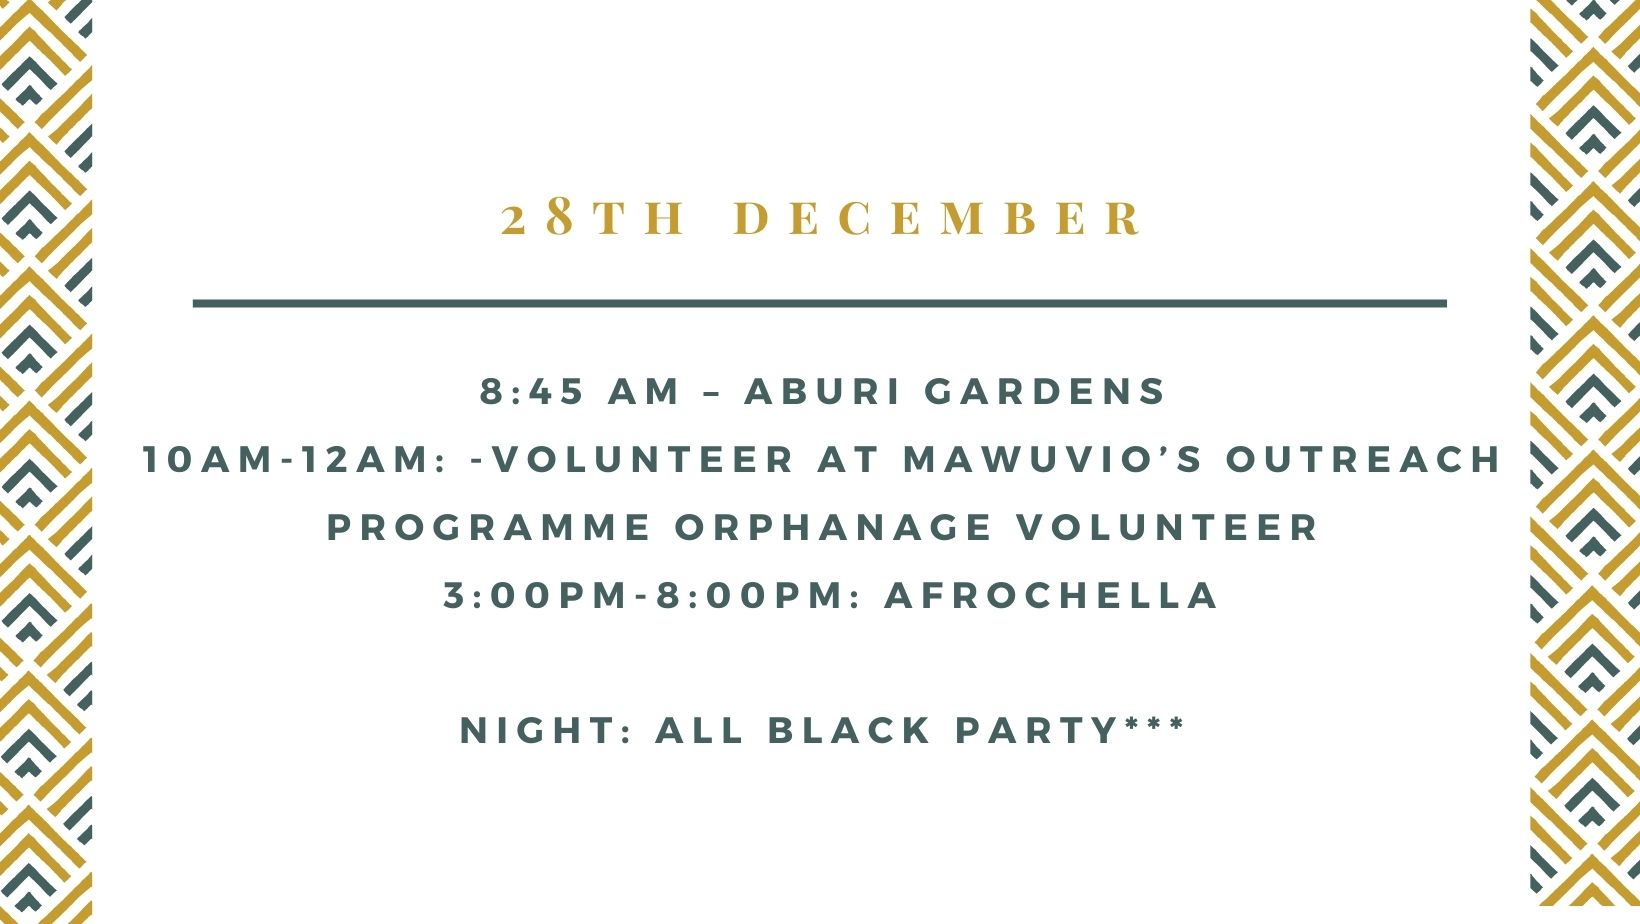 28TH DECEMBER
8:45 AM – ABURI GARDENS
10AM-12AM: -VOLUNTEER AT MAWUVIO’S OUTREACH
PROGRAMME ORPHANAGE VOLUNTEER
3:00PM-8:00PM: AFROCHELLA
NIGHT: ALL BLACK PARTY***